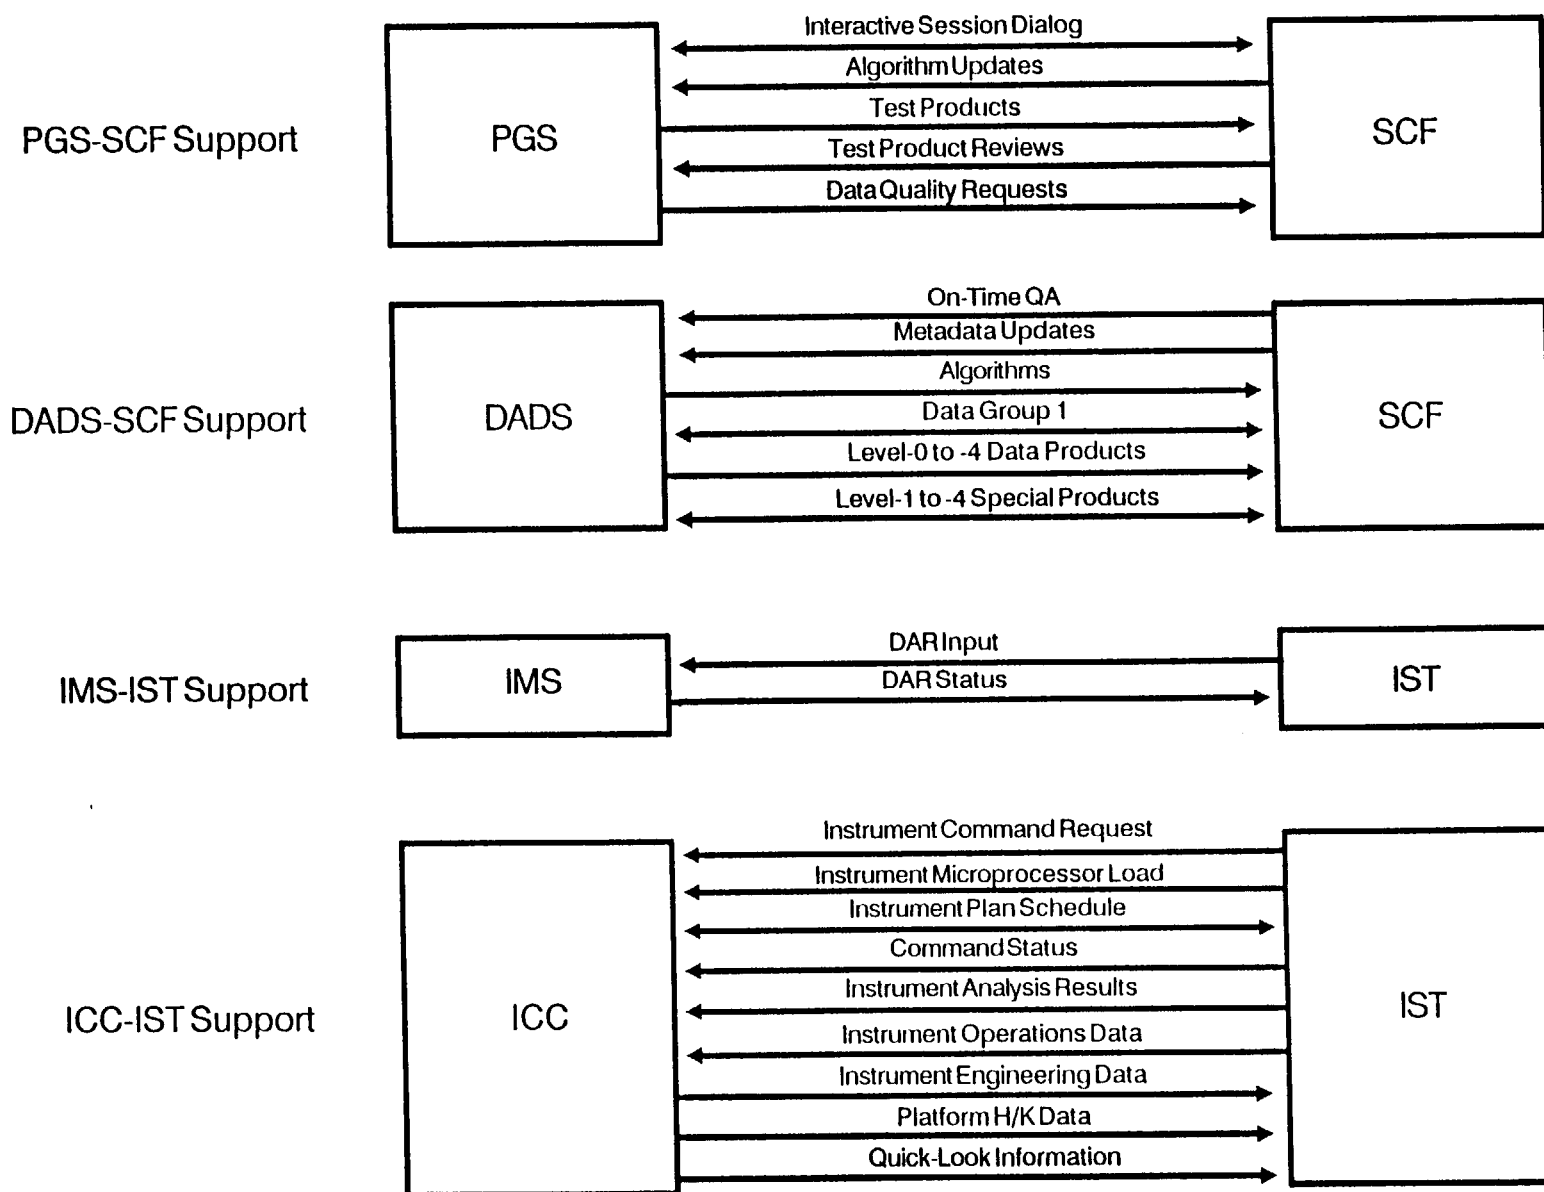 PGS-SCF Support
PGS
Interactive Session Dialog
Algorithm Updates
Test Products
Test Product Reviews
Data Quality Requests
SCF
DADS-SCF Support
DADS
On-Time QA
Metadata Updates
Algorithms
Data Group 1
Level-0 to -4 Data Products
Level-1 to -4 Special Products
SCF
IMS-IST Support
IMS
DAR Input
DAR Status
IST
ICC-IST Support
ICC
Instrument Command Request
Instrument Microprocessor Load
Instrument Plan Schedule
Command Status
Instrument Analysis Results
Instrument Operations Data
Instrument Engineering Data
Platform H/K Data
Quick-Look Information
IST